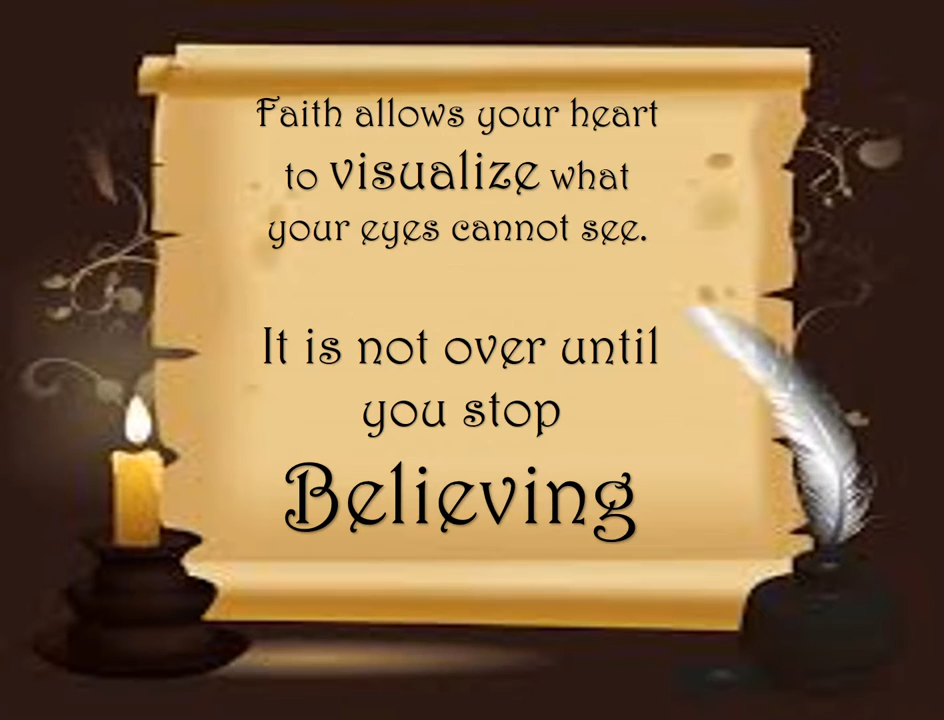 Faith allows your heart
to visualize what
your eyes cannot see.
It is not over until
you stop
Believing